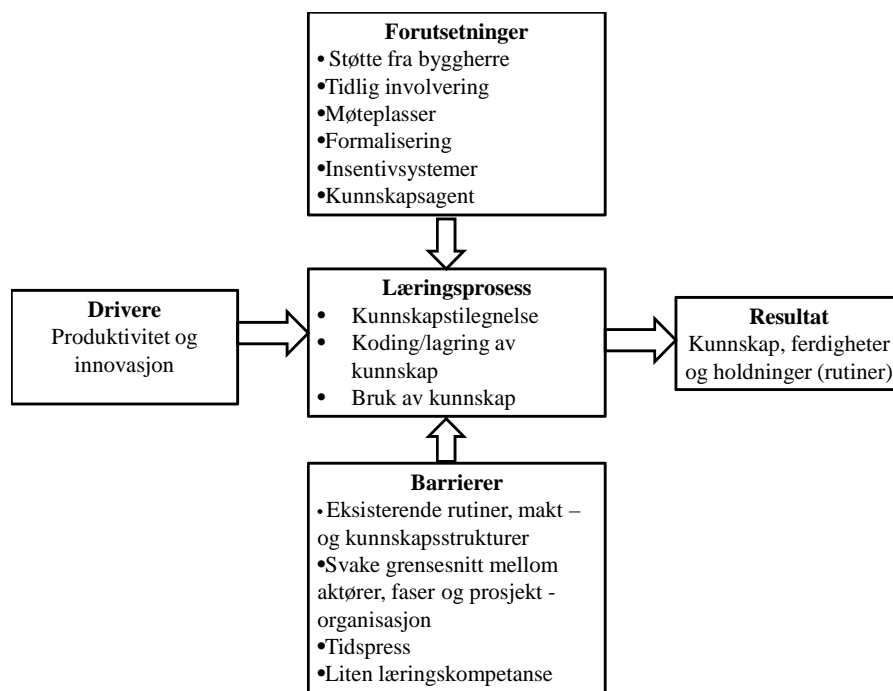 Forutsetninger
• Støtte fra byggherre
•Tidlig involvering
•Møteplasser
•Formalisering
•Insentivsystemer
•Kunnskapsagent
Drivere
Produktivitet og
innovasjon
Læringsprosess
• Kunnskapstilegnelse
• Koding/lagring av
kunnskap
• Bruk av kunnskap
Resultat
Kunnskap, ferdigheter
og holdninger (rutiner)
Barrierer
• Eksisterende rutiner, makt –
og kunnskapsstrukturer
•Svake grensesnitt mellom
aktører, faser og prosjekt -
organisasjon
•Tidspress
•Liten læringskompetanse